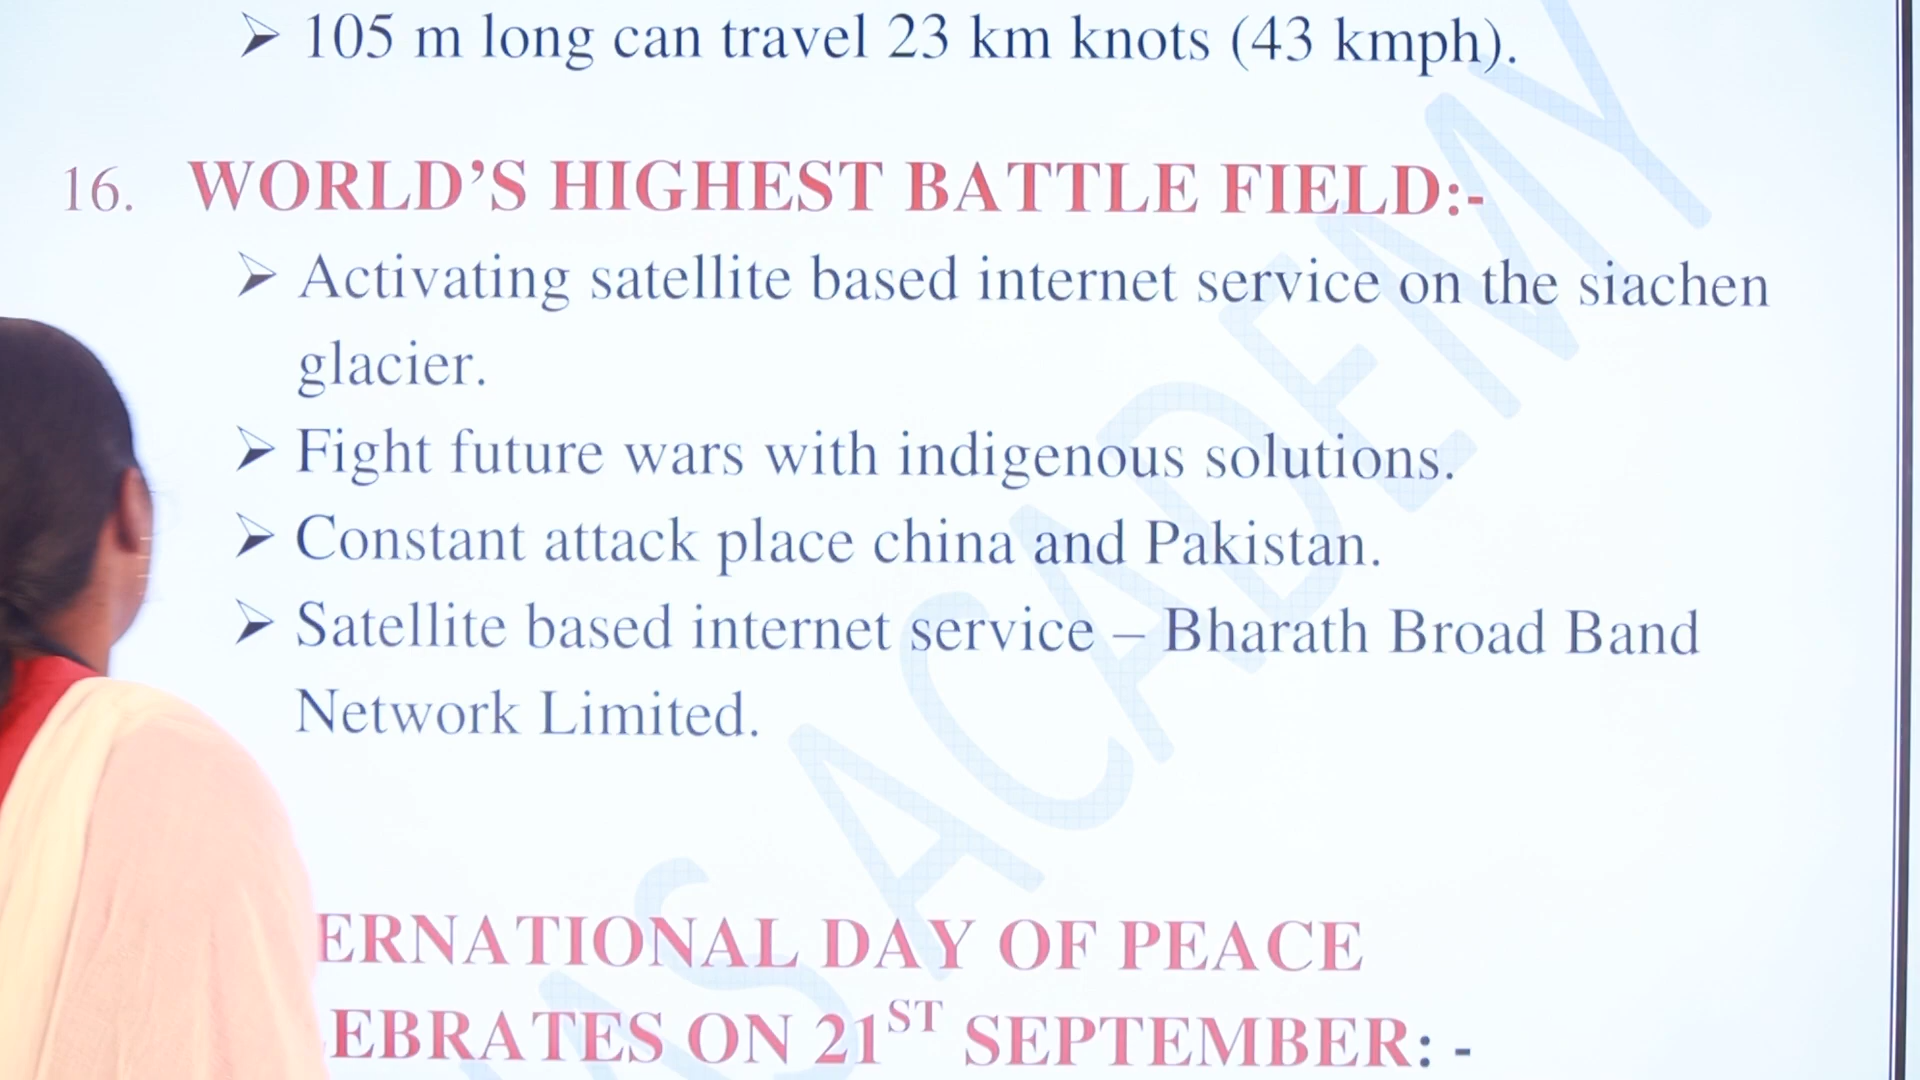 ➢ 105 m long can travel 23 km knots (43 kmph).
16. WORLD’S HIGHEST BATTLE FIELD:-
➢ Activating satellite based internet service on the siachen
glacier.
➢ Fight future wars with indigenous solutions.
➢ Constant attack place china and Pakistan.
➢ Satellite based internet service – Bharath Broad Band
Network Limited.
ERNATIONAL DAY OF PEACE
EBRATES ON 21ST SEPTEMBER: -
ACADEMY